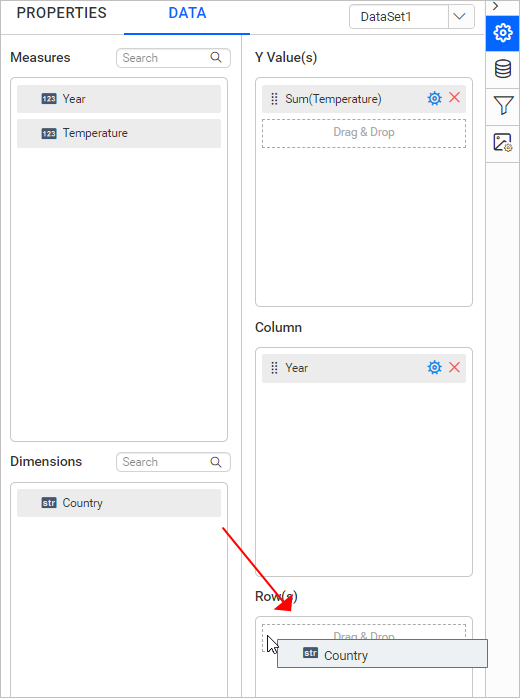 PROPERTIES
DATA
DataSet1
Measures
Search
123 Year
123 Temperature
Dimensions
Search
str Country
Y Value(s)
Sum(Temperature)
Drag & Drop
Column
Year
Row(s)
Drag & Drop
str Country